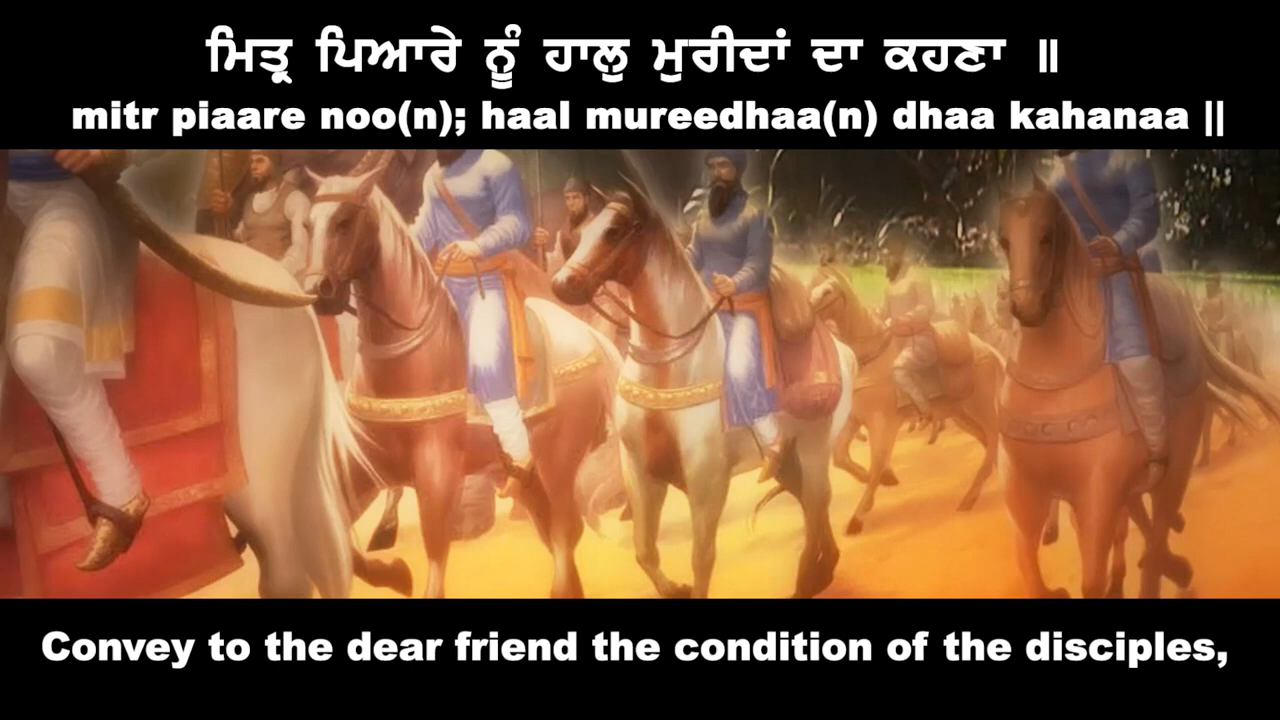 ਮਿਤ੍ਰ ਪਿਆਰੇ ਨੂੰ ਹਾਲੁ ਮੁਰੀਦਾਂ ਦਾ ਕਹਣਾ ॥
mitr piaare noo(n); haal mureedhaa(n) dhaa kahanaa ||
Convey to the dear friend the condition of the disciples,